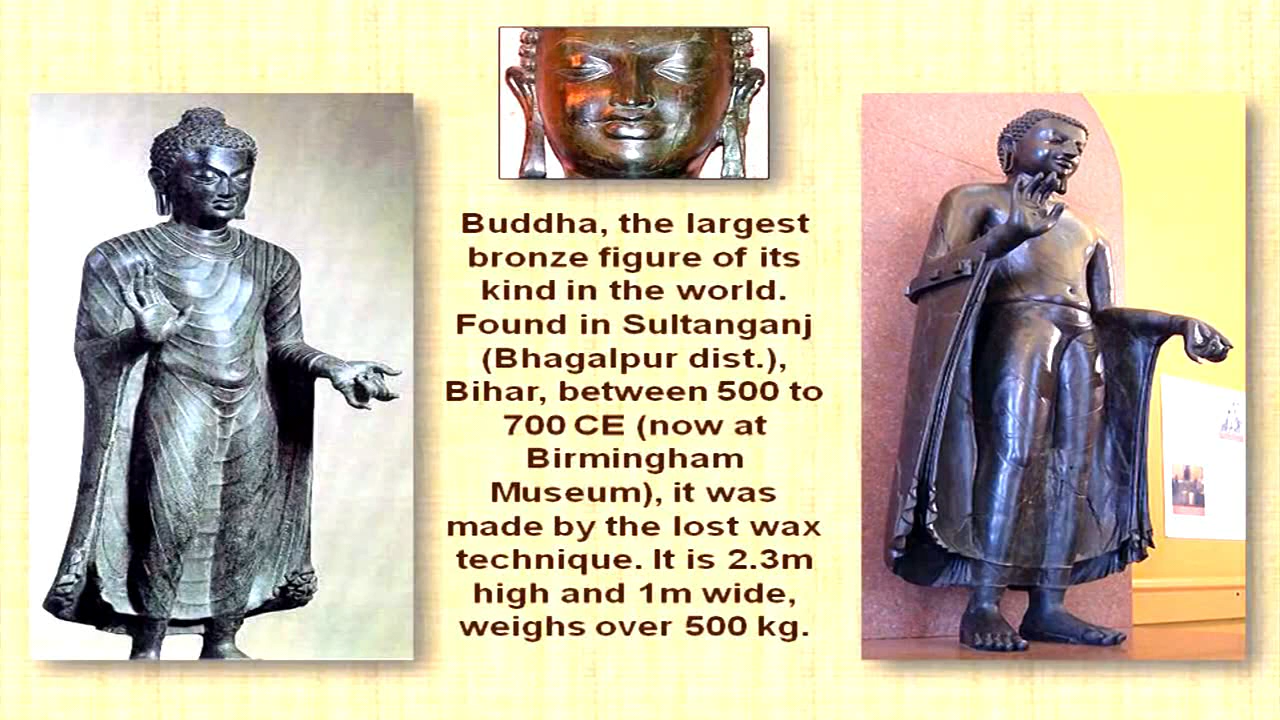 Buddha, the largest
bronze figure of its
kind in the world.
Found in Sultanganj
(Bhagalpur dist.),
Bihar, between 500 to
700 CE (now at
Birmingham
Museum), it was
made by the lost wax
technique. It is 2.3m
high and 1m wide,
weighs over 500 kg.